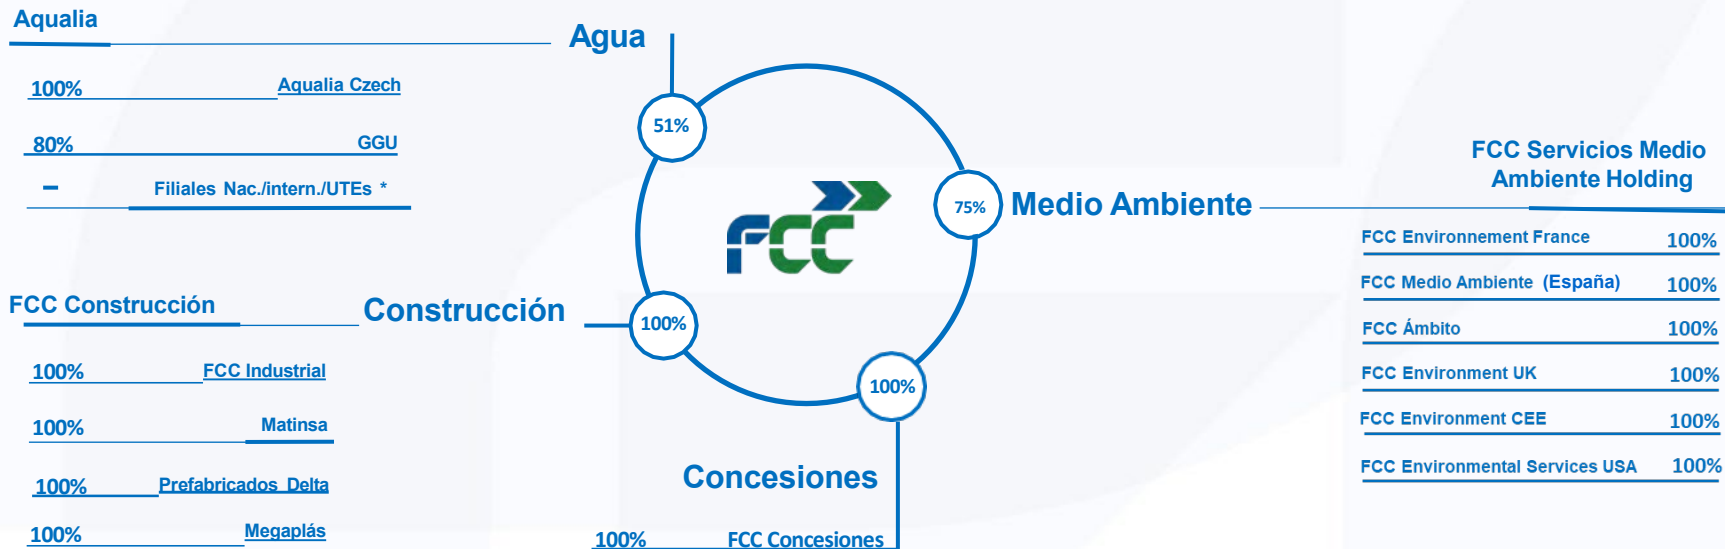 Aqualia
Agua
100% Aqualia Czech
80% GGU
– Filiales Nac./intern./UTEs *
51%
FCC
75%
Medio Ambiente
FCC Servicios Medio
Ambiente Holding
FCC Environnement France 100%
FCC Medio Ambiente (España) 100%
FCC Ámbito 100%
FCC Environment UK 100%
FCC Environment CEE 100%
FCC Environmental Services USA 100%
FCC Construcción
Construcción
100%
100% FCC Industrial
100% Matinsa
100% Prefabricados Delta
100% Megaplás
100%
Concesiones
100% FCC Concesiones